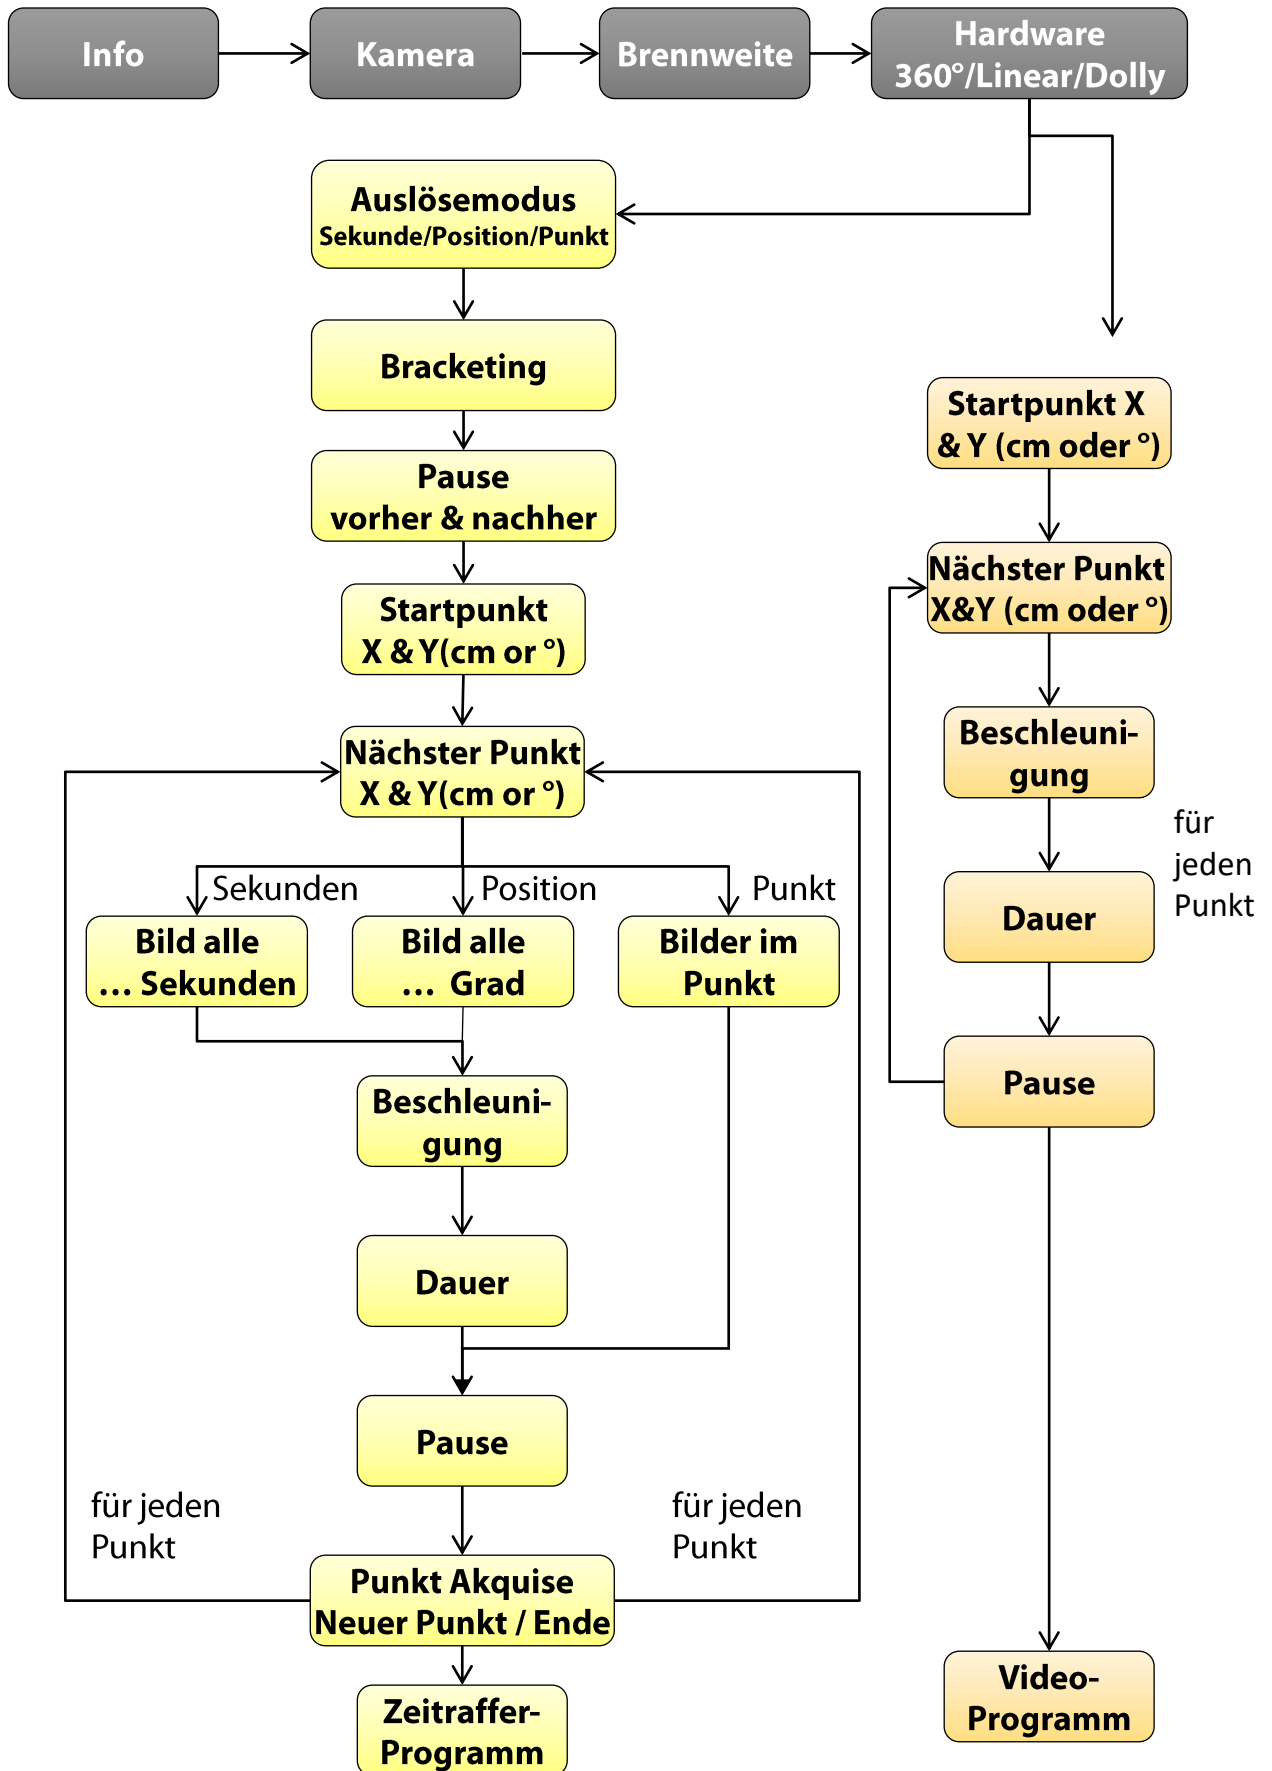 Info
Kamera
Brennweite
Hardware
360°/Linear/Dolly
Auslösemodus
Sekunde/Position/Punkt
Bracketing
Pause
vorher & nachher
Startpunkt
X & Y(cm or °)
Nächster Punkt
X & Y(cm or °)
Sekunden
Position
Punkt
Bild alle
... Sekunden
Bild alle
... Grad
Bilder im
Punkt
Beschleuni-
gung
Dauer
Pause
für jeden
Punkt
für jeden
Punkt
Punkt Akquise
Neuer Punkt / Ende
Zeitraffer-
Programm
Startpunkt X
& Y (cm oder °)
Nächster Punkt
X&Y (cm oder °)
Beschleuni-
gung
für
jeden
Punkt
Dauer
Pause
Video-
Programm